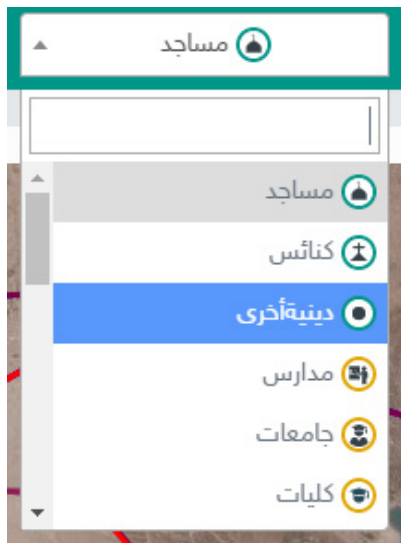 مساجد
مساجد
كنائس
دينيةأخرى
مدارس
جامعات
كليات